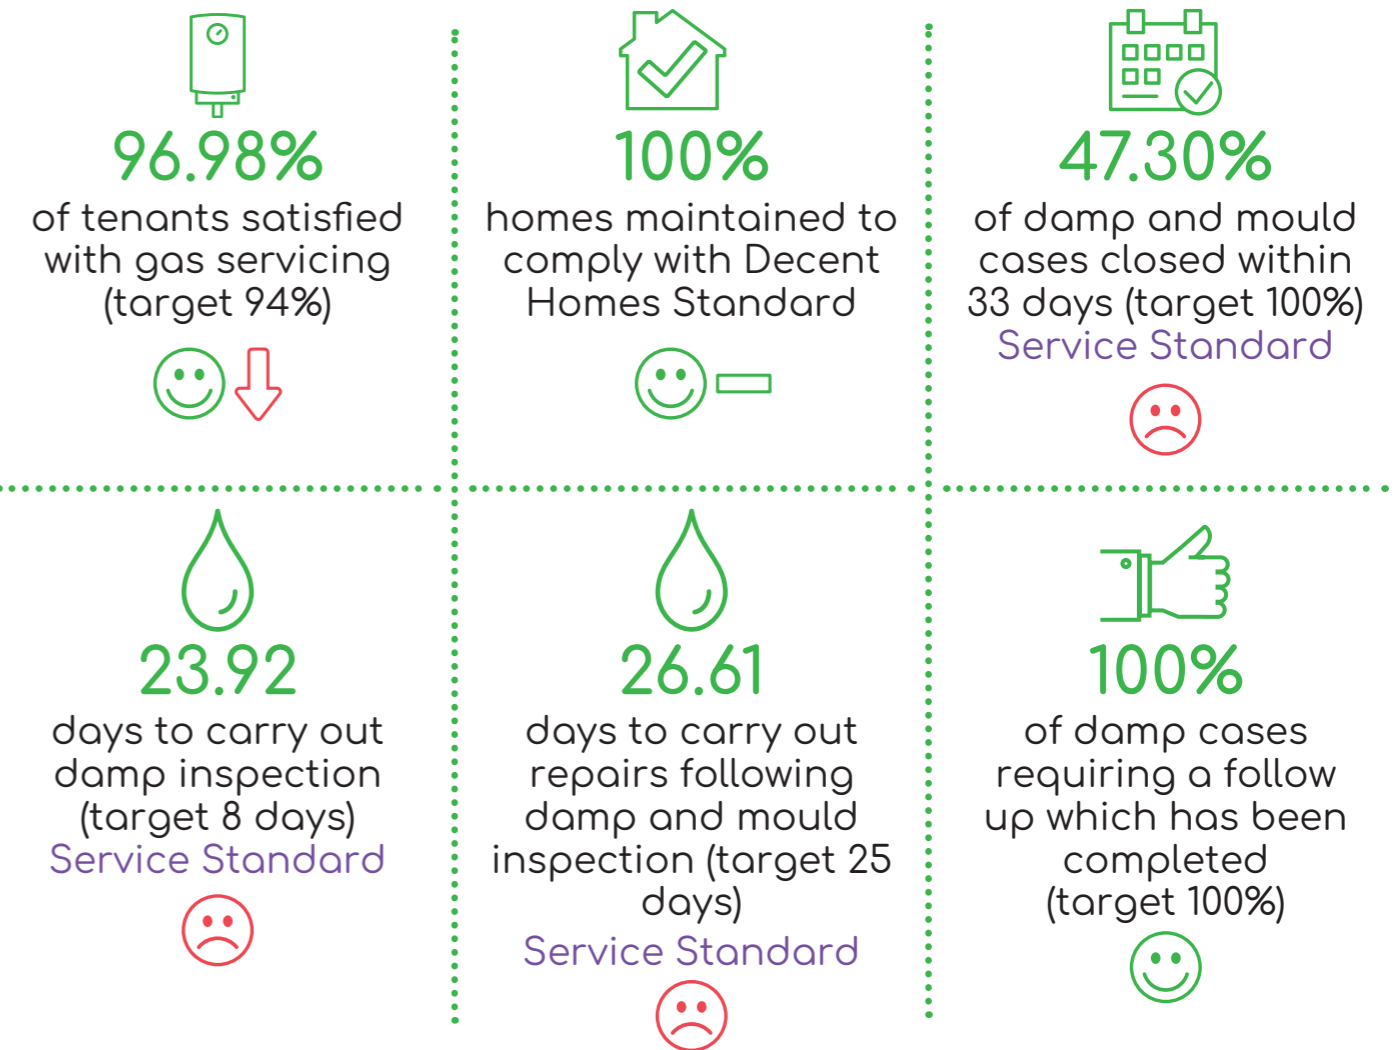 96.98%
of tenants satisfied
with gas servicing
(target 94%)
100%
homes maintained to
comply with Decent
Homes Standard
47.30%
of damp and mould
cases closed within
33 days (target 100%)
Service Standard
23.92
days to carry out
damp inspection
(target 8 days)
Service Standard
26.61
days to carry out
repairs following
damp and mould
inspection (target 25
days)
Service Standard
100%
of damp cases
requiring a follow
up which has been
completed
(target 100%)